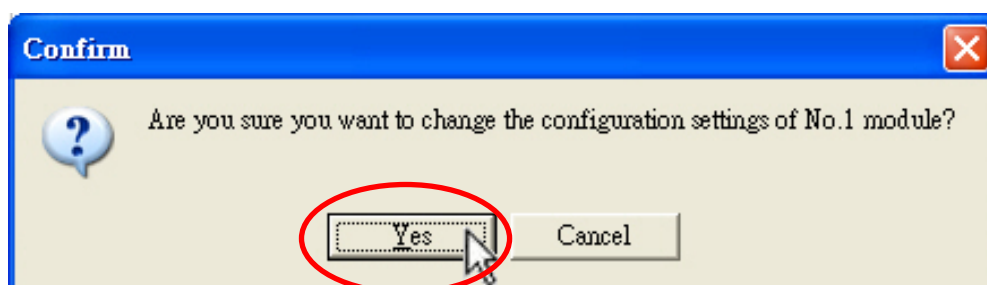 Confirm
Are you sure you want to change the configuration settings of No.1 module?
Yes
Cancel